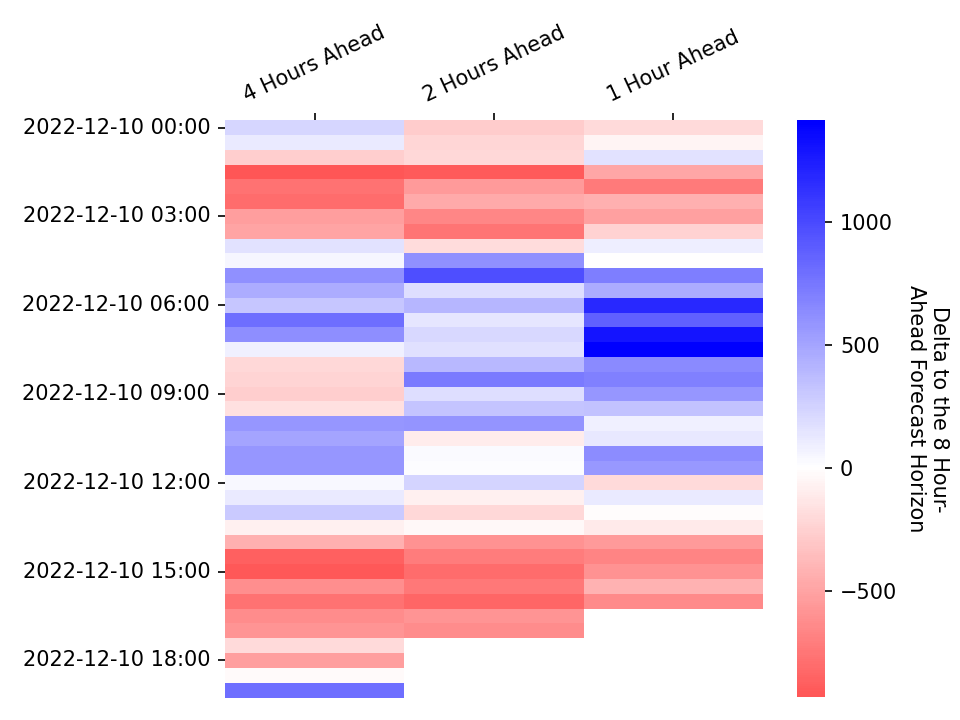 4 Hours Ahead
2 Hours Ahead
1 Hour Ahead
2022-12-10 00:00
2022-12-10 03:00
2022-12-10 06:00
2022-12-10 09:00
2022-12-10 12:00
2022-12-10 15:00
2022-12-10 18:00
1000
500
0
−500
Delta to the 8 Hour-
Ahead Forecast Horizon